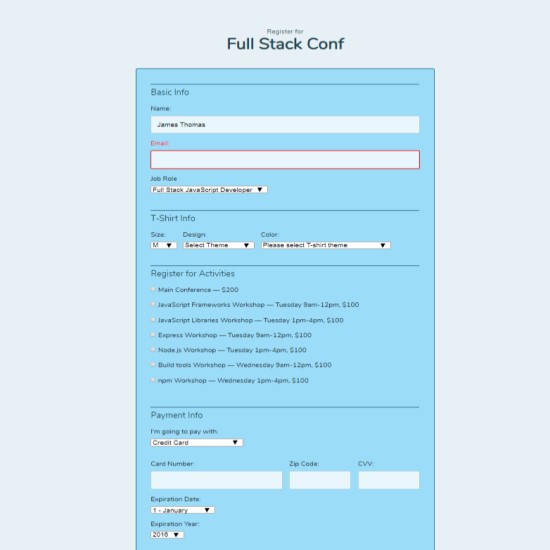 Register for
Full Stack Conf
Basic Info
Name:
James Thomas
Email:
Job Role
Full Stack JavaScript Developer
T-Shirt Info
Size: Design: Color:
M Select Theme Please select T-shirt theme
Register for Activities
Main Conference — $200
JavaScript Frameworks Workshop — Tuesday 9am-12pm, $100
JavaScript Libraries Workshop — Tuesday 1pm-4pm, $100
Express Workshop — Tuesday 9am-12pm, $100
Node.js Workshop — Tuesday 1pm-4pm, $100
Build tools Workshop — Wednesday 9am-12pm, $100
npm Workshop — Wednesday 1pm-4pm, $100
Payment Info
I'm going to pay with:
Credit Card
Card Number: Zip Code: CVV:
Expiration Date:
1 - January
Expiration Year:
2016